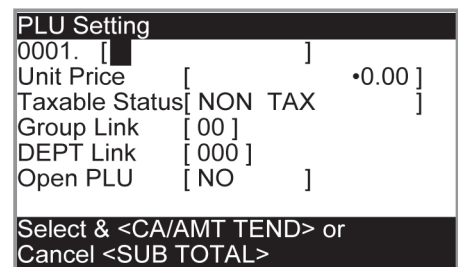 PLU Setting
0001. [ ]
Unit Price [ •0.00 ]
Taxable Status[ NON TAX ]
Group Link [ 00 ]
DEPT Link [ 000 ]
Open PLU [ NO ]
Select & <CA/AMT TEND> or
Cancel <SUB TOTAL>